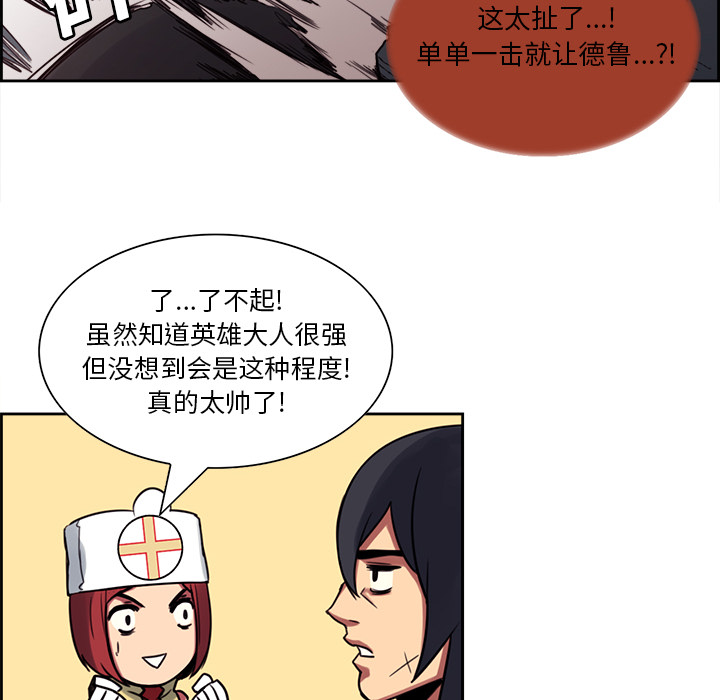 这太扯了...!
单单一击就让德鲁...?!
了...了不起!
虽然知道英雄大人很强
但没想到会是这种程度!
真的太帅了!